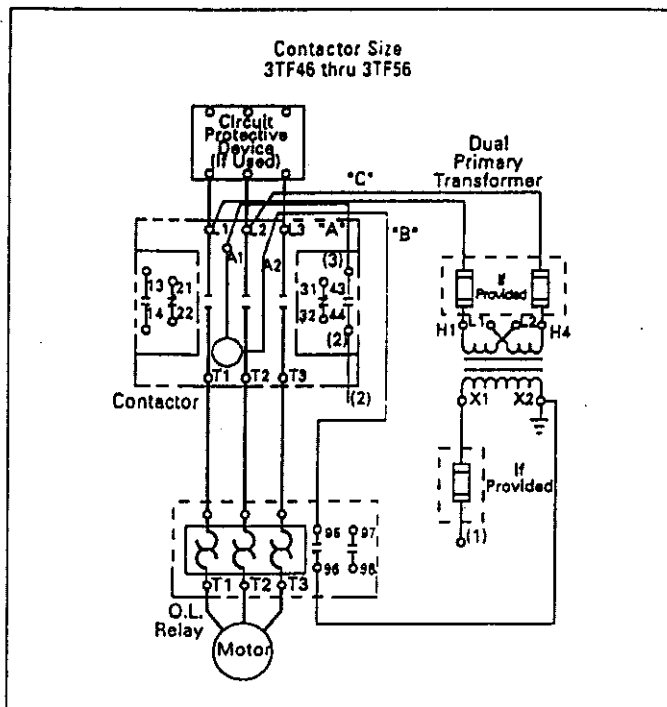 Contactor Size
3TF46 thru 3TF56
Circuit
Protective
Device
(If Used)
Dual
Primary
Transformer
"C"
L1
L2
L3
"A"
"B"
A1
A2
(3)
13
21
31
43
14
22
32
44
(2)
If
Provided
H1
L1
L2
H4
T1
T2
T3
(2)
Contactor
X1
X2
If
Provided
(1)
95
97
96
98
T1
T2
T3
O.L.
Relay
Motor